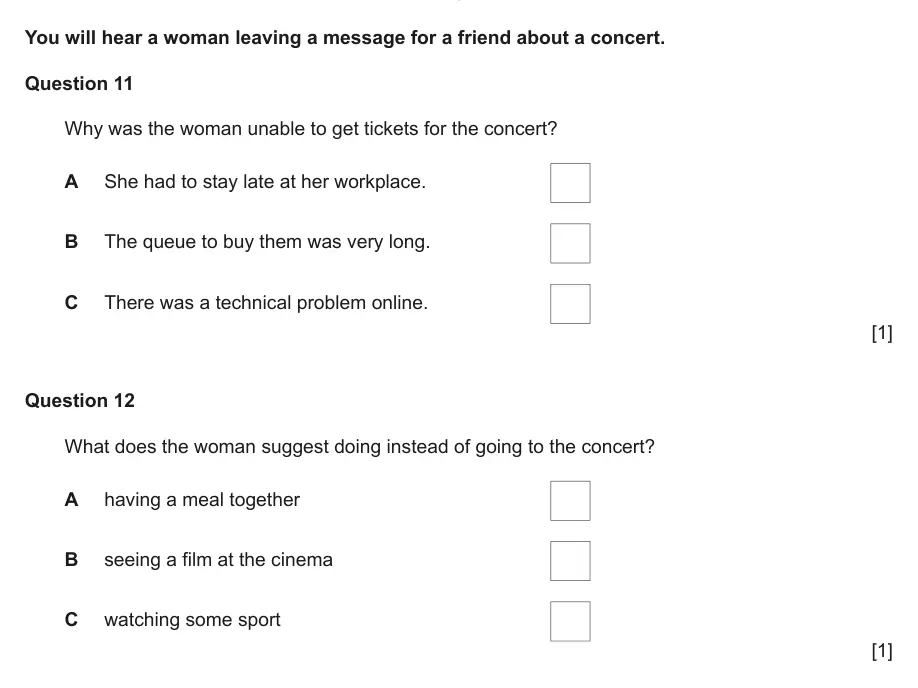 You will hear a woman leaving a message for a friend about a concert.
Question 11
Why was the woman unable to get tickets for the concert?
A She had to stay late at her workplace.
B The queue to buy them was very long.
C There was a technical problem online.
[1]
Question 12
What does the woman suggest doing instead of going to the concert?
A having a meal together
B seeing a film at the cinema
C watching some sport
[1]